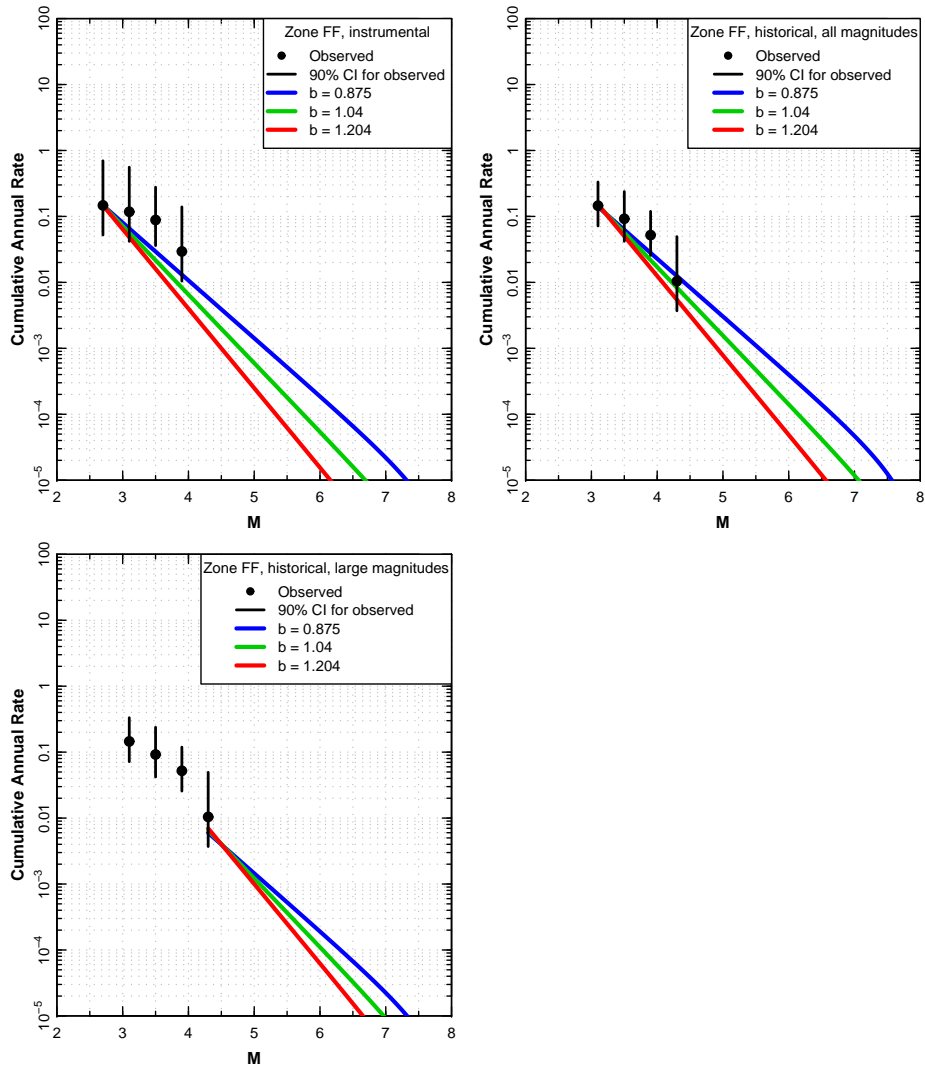 Zone FF, instrumental
Observed
90% CI for observed
b = 0.875
b = 1.04
b = 1.204
Cumulative Annual Rate
100
10
1
0.1
0.01
10⁻³
10⁻⁴
10⁻⁵
2 3 4 5 6 7 8
M
Zone FF, historical, all magnitudes
Observed
90% CI for observed
b = 0.875
b = 1.04
b = 1.204
Cumulative Annual Rate
100
10
1
0.1
0.01
10⁻³
10⁻⁴
10⁻⁵
2 3 4 5 6 7 8
M
Zone FF, historical, large magnitudes
Observed
90% CI for observed
b = 0.875
b = 1.04
b = 1.204
Cumulative Annual Rate
100
10
1
0.1
0.01
10⁻³
10⁻⁴
10⁻⁵
2 3 4 5 6 7 8
M